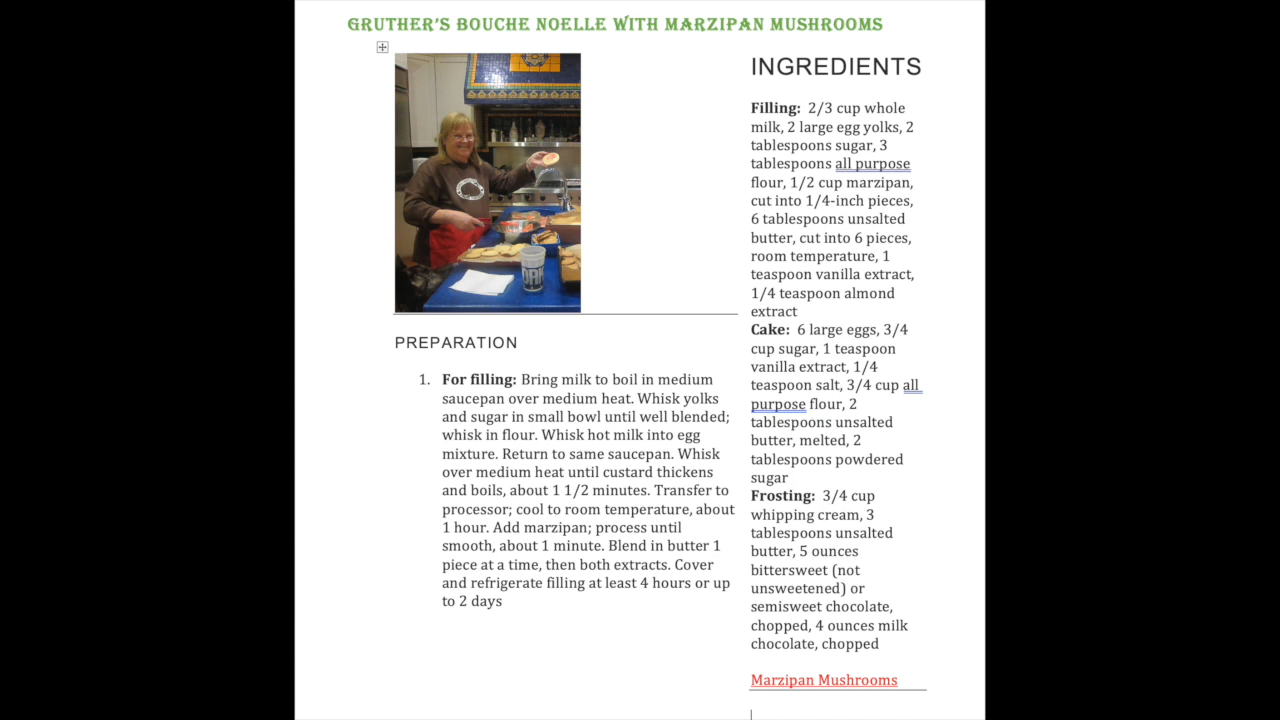 GRUTHER'S BOUCHE NOELLE WITH MARZIPAN MUSHROOMS
PREPARATION
1. For filling: Bring milk to boil in medium
saucepan over medium heat. Whisk yolks
and sugar in small bowl until well blended;
whisk in flour. Whisk hot milk into egg
mixture. Return to same saucepan. Whisk
over medium heat until custard thickens
and boils, about 1 1/2 minutes. Transfer to
processor; cool to room temperature, about
1 hour. Add marzipan; process until
smooth, about 1 minute. Blend in butter 1
piece at a time, then both extracts. Cover
and refrigerate filling at least 4 hours or up
to 2 days
INGREDIENTS
Filling: 2/3 cup whole
milk, 2 large egg yolks, 2
tablespoons sugar, 3
tablespoons all purpose
flour, 1/2 cup marzipan,
cut into 1/4-inch pieces,
6 tablespoons unsalted
butter, cut into 6 pieces,
room temperature, 1
teaspoon vanilla extract,
1/4 teaspoon almond
extract
Cake: 6 large eggs, 3/4
cup sugar, 1 teaspoon
vanilla extract, 1/4
teaspoon salt, 3/4 cup all
purpose flour, 2
tablespoons unsalted
butter, melted, 2
tablespoons powdered
sugar
Frosting: 3/4 cup
whipping cream, 3
tablespoons unsalted
butter, 5 ounces
bittersweet (not
unsweetened) or
semisweet chocolate,
chopped, 4 ounces milk
chocolate, chopped
Marzipan Mushrooms